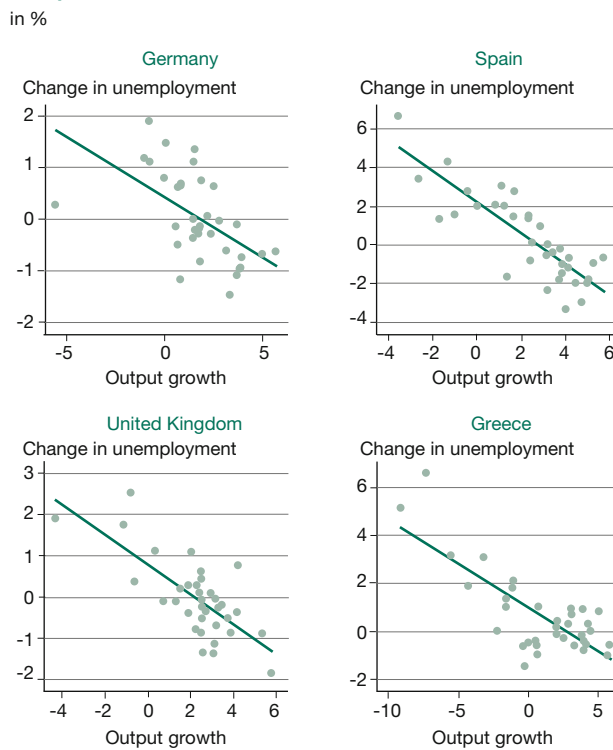 in %
Germany
Change in unemployment
2
1
0
-1
-2
-5 0 5
Output growth
Spain
Change in unemployment
6
4
2
0
-2
-4
-4 -2 0 2 4 6
Output growth
United Kingdom
Change in unemployment
3
2
1
0
-1
-2
-4 -2 0 2 4 6
Output growth
Greece
Change in unemployment
6
4
2
0
-2
-10 -5 0 5
Output growth